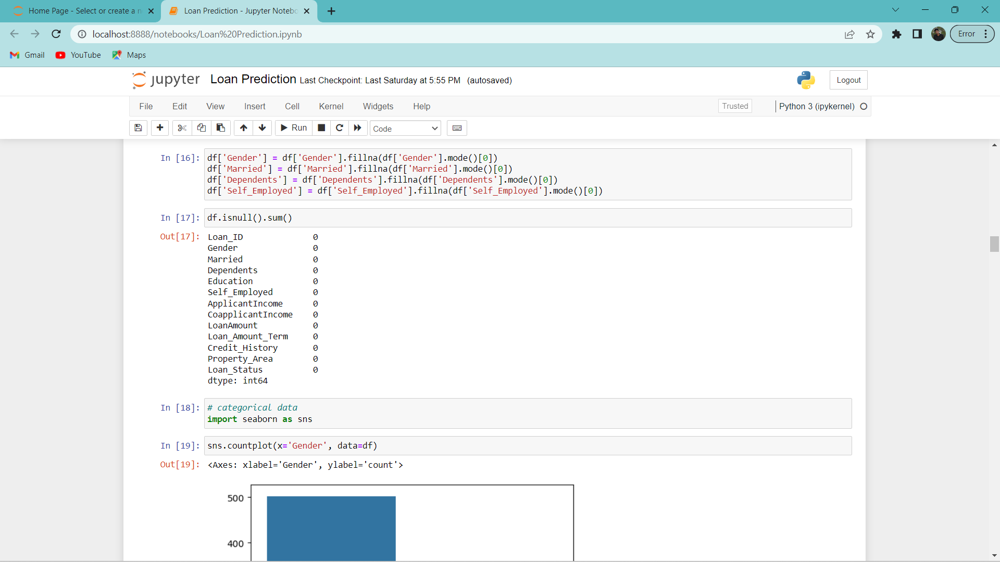 Home Page - Select or create a n
Loan Prediction - Jupyter Notebo
localhost:8888/notebooks/Loan%20Prediction.ipynb
Error
Gmail YouTube Maps
jupyter Loan Prediction Last Checkpoint: Last Saturday at 5:55 PM (autosaved)
Logout
File Edit View Insert Cell Kernel Widgets Help
Trusted
Python 3 (ipykernel)
Run
Code
In [16]: df['Gender'] = df['Gender'].fillna(df['Gender'].mode()[0])
df['Married'] = df['Married'].fillna(df['Married'].mode()[0])
df['Dependents'] = df['Dependents'].fillna(df['Dependents'].mode()[0])
df['Self_Employed'] = df['Self_Employed'].fillna(df['Self_Employed'].mode()[0])
In [17]: df.isnull().sum()
Out[17]: Loan_ID 0
Gender 0
Married 0
Dependents 0
Education 0
Self_Employed 0
ApplicantIncome 0
CoapplicantIncome 0
LoanAmount 0
Loan_Amount_Term 0
Credit_History 0
Property_Area 0
Loan_Status 0
dtype: int64
In [18]: # categorical data
import seaborn as sns
In [19]: sns.countplot(x='Gender', data=df)
Out[19]: <Axes: xlabel='Gender', ylabel='count'>
500
400